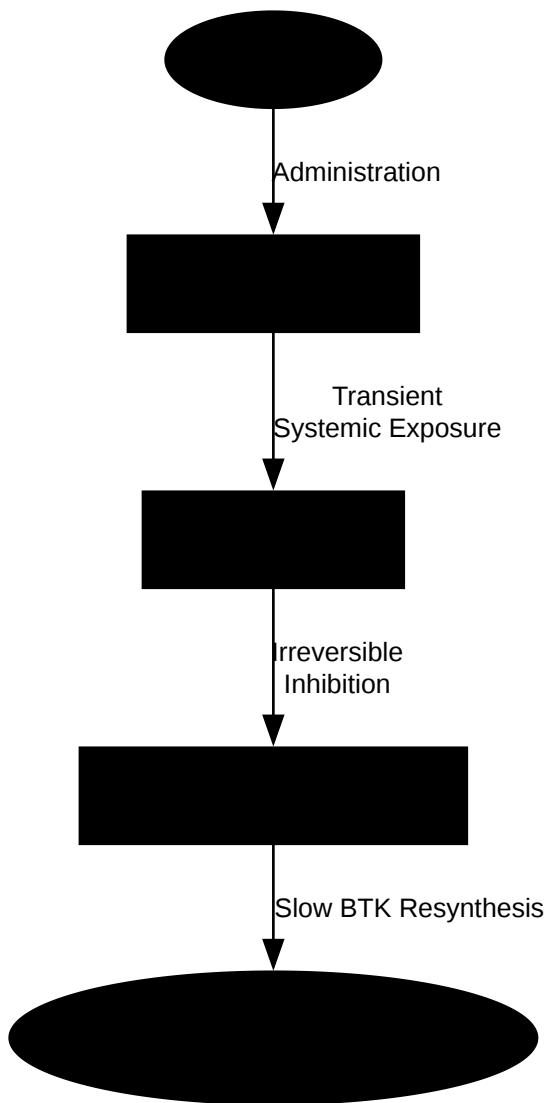 Administration
Transient
Systemic Exposure
Irreversible
Inhibition
Slow BTK Resynthesis